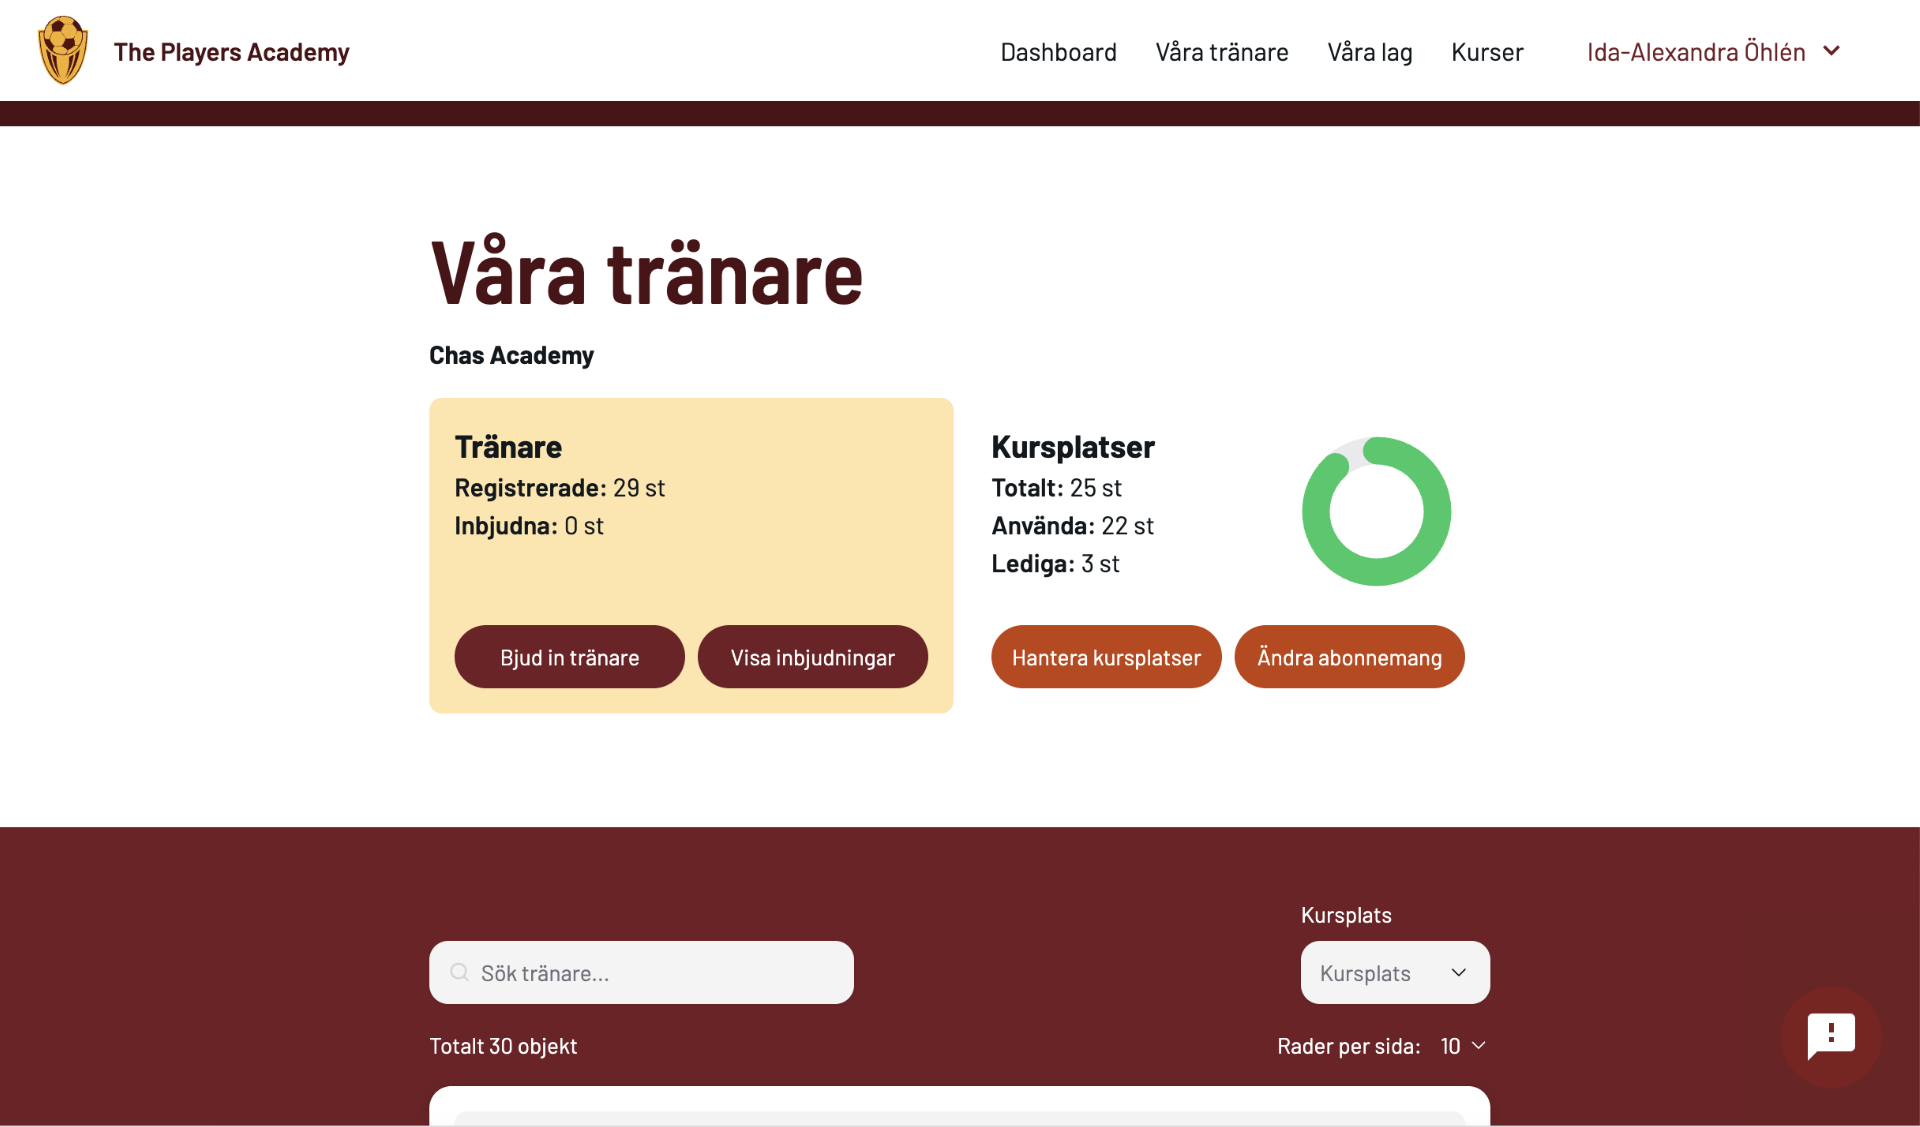 The Players Academy
Dashboard Våra tränare Våra lag Kurser Ida-Alexandra Öhlén
Våra tränare
Chas Academy
Tränare
Registrerade: 29 st
Inbjudna: 0 st
Bjud in tränare Visa inbjudningar
Kursplatser
Totalt: 25 st
Använda: 22 st
Lediga: 3 st
Hantera kursplatser Ändra abonnemang
Kursplats
Sök tränare... Kursplats
Totalt 30 objekt Rader per sida: 10